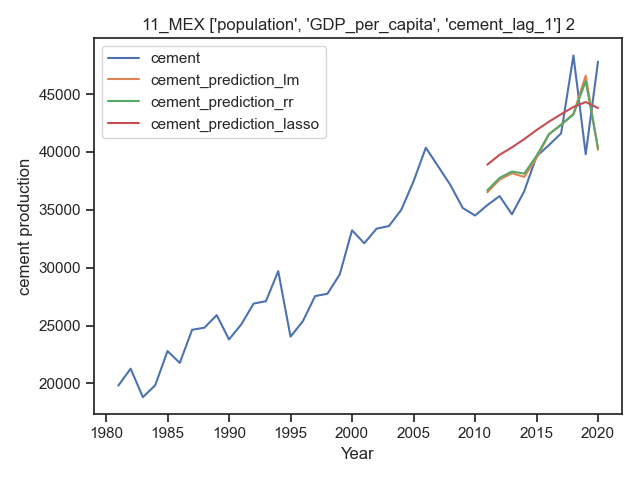 11_MEX ['population', 'GDP_per_capita', 'cement_lag_1'] 2
cement
cement_prediction_lm
cement_prediction_rr
cement_prediction_lasso
45000
40000
35000
30000
25000
20000
cement production
1980 1985 1990 1995 2000 2005 2010 2015 2020
Year